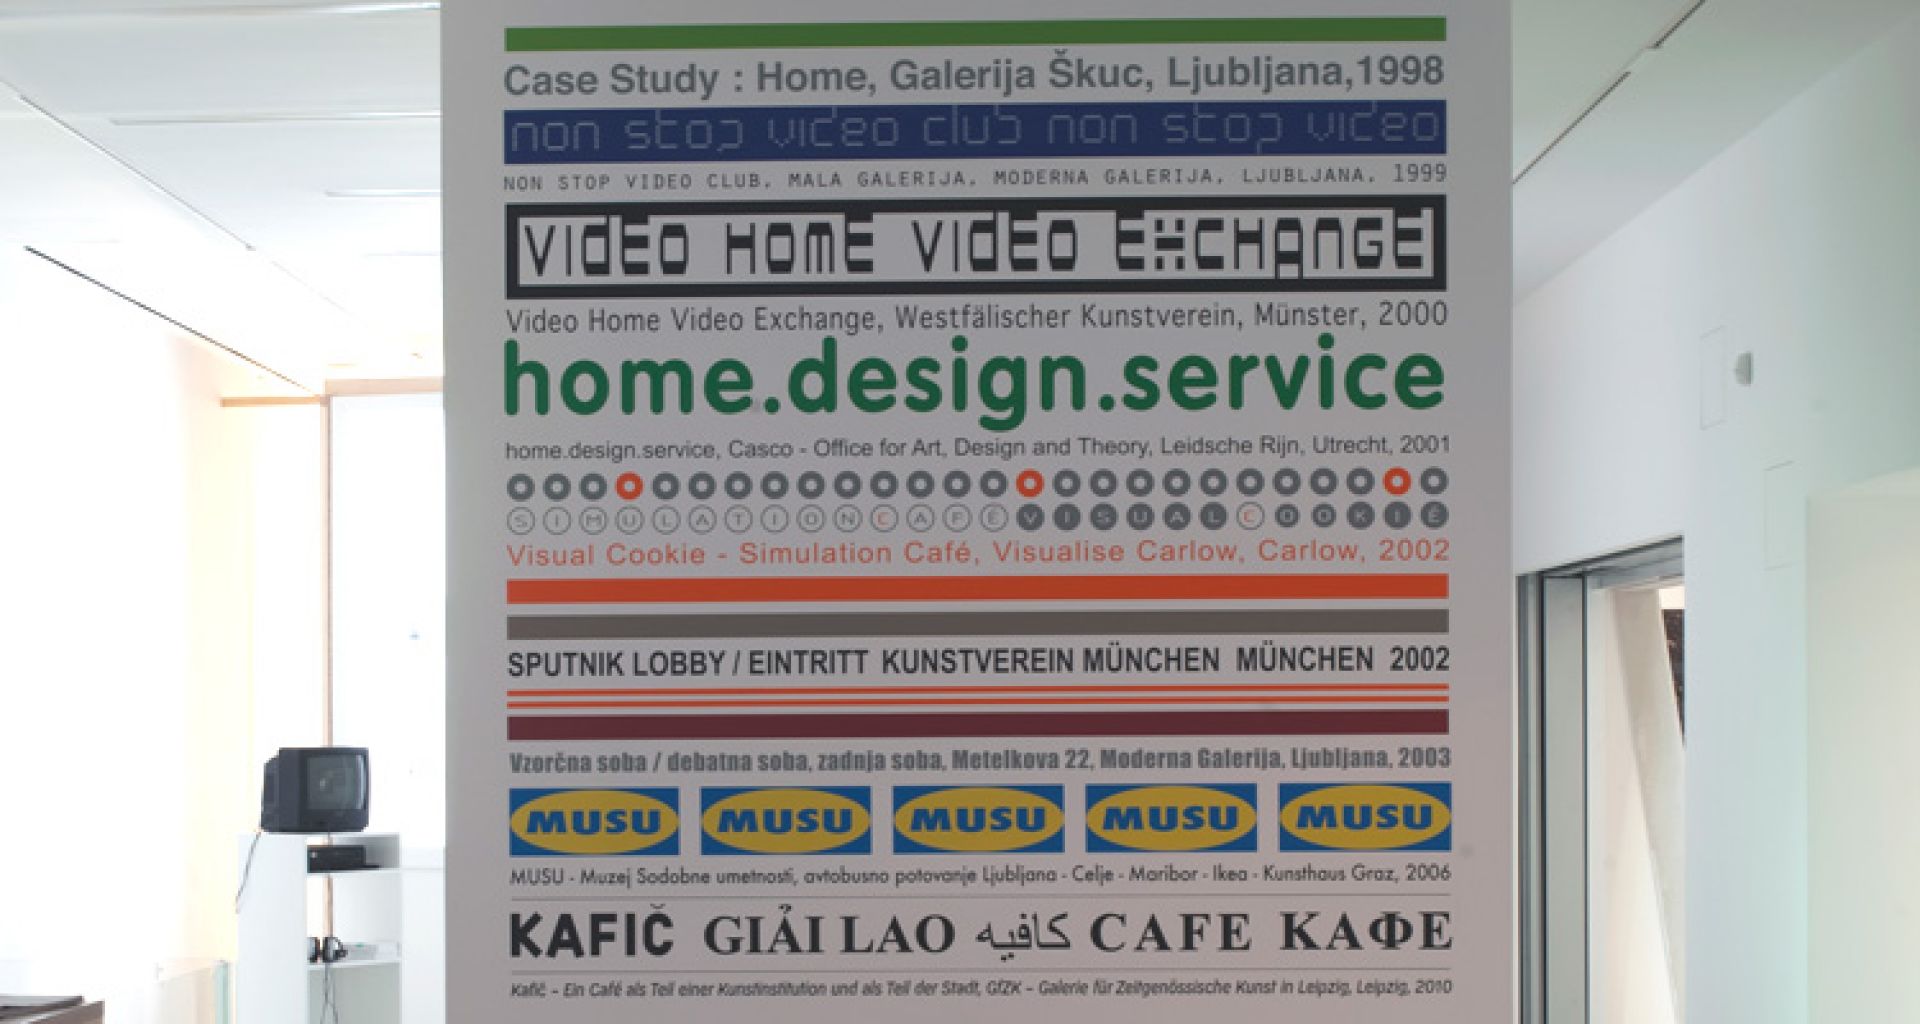 Case Study : Home, Galerija Škuc, Ljubljana,1998
non stop video club non stop video
NON STOP VIDEO CLUB, MALA GALERIJA, MODERNA GALERIJA, LJUBLJANA, 1999
VIDEO HOME VIDEO EXCHANGE
Video Home Video Exchange, Westfälischer Kunstverein, Münster, 2000
home.design.service
home.design.service, Casco - Office for Art, Design and Theory, Leidsche Rijn, Utrecht, 2001
SIMULATIONCAFÉVISUALCOOKIE
Visual Cookie - Simulation Café, Visualise Carlow, Carlow, 2002
SPUTNIK LOBBY / EINTRITT KUNSTVEREIN MÜNCHEN MÜNCHEN 2002
Vzorčna soba / debatna soba, zadnja soba, Metelkova 22, Moderna Galerija, Ljubljana, 2003
MUSU MUSU MUSU MUSU MUSU
MUSU - Muzej Sodobne umetnosti, avtobusno potovanje Ljubljana - Celje - Maribor - Ikea - Kunsthaus Graz, 2006
KAFIČ GIẢI LAO كافيه CAFE КАФЕ
Kafič – Ein Café als Teil einer Kunstinstitution und als Teil der Stadt, GfZK – Galerie für Zeitgenössische Kunst in Leipzig, Leipzig, 2010